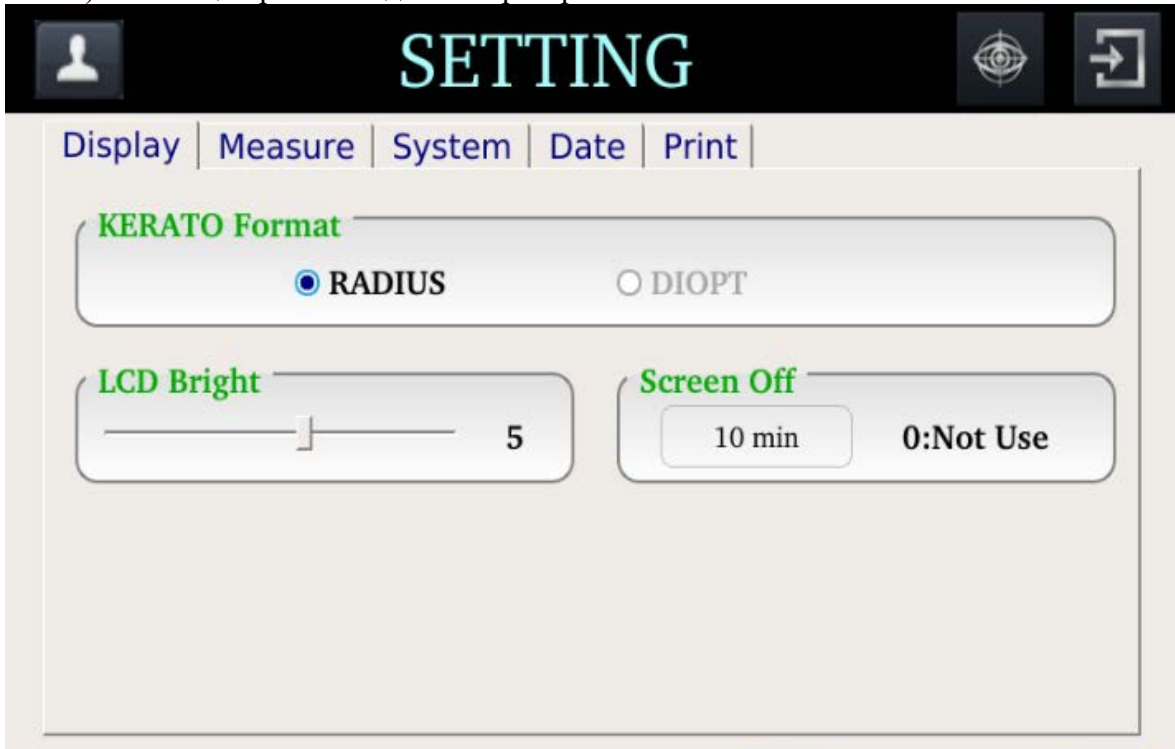 SETTING
Display Measure System Date Print
KERATO Format
RADIUS DIOPT
LCD Bright
5
Screen Off
10 min 0:Not Use